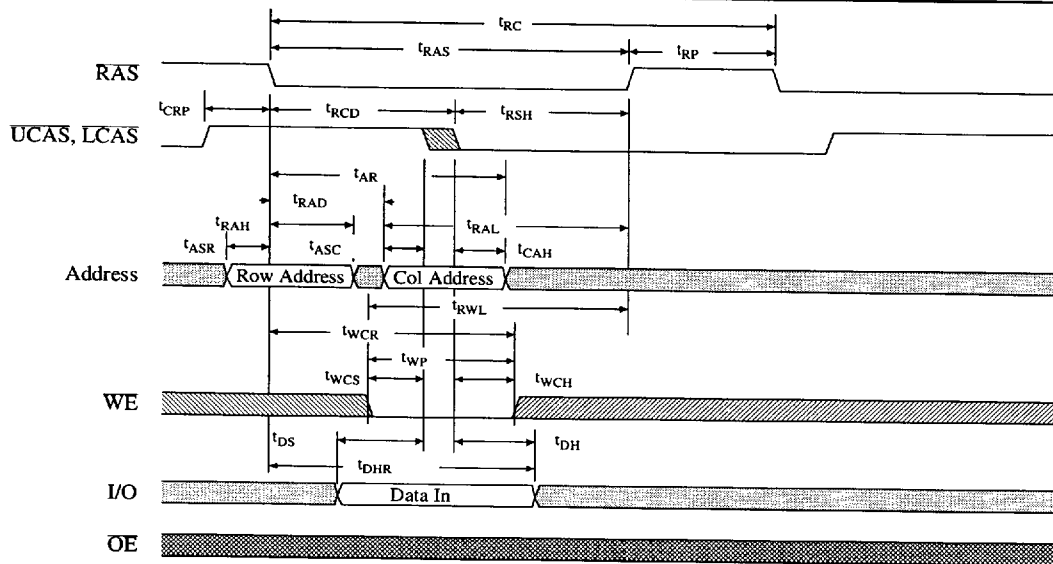 tRC
tRAS tRP
RAS
tCRP tRCD tRSH
UCAS, LCAS
tAR
tRAD
tRAH tRAL
tASR tASC tCAH
Address Row Address Col Address
tRWL
tWCR
tWP
tWCS tWCH
WE
tDS tDH
tDHR
I/O Data In
OE